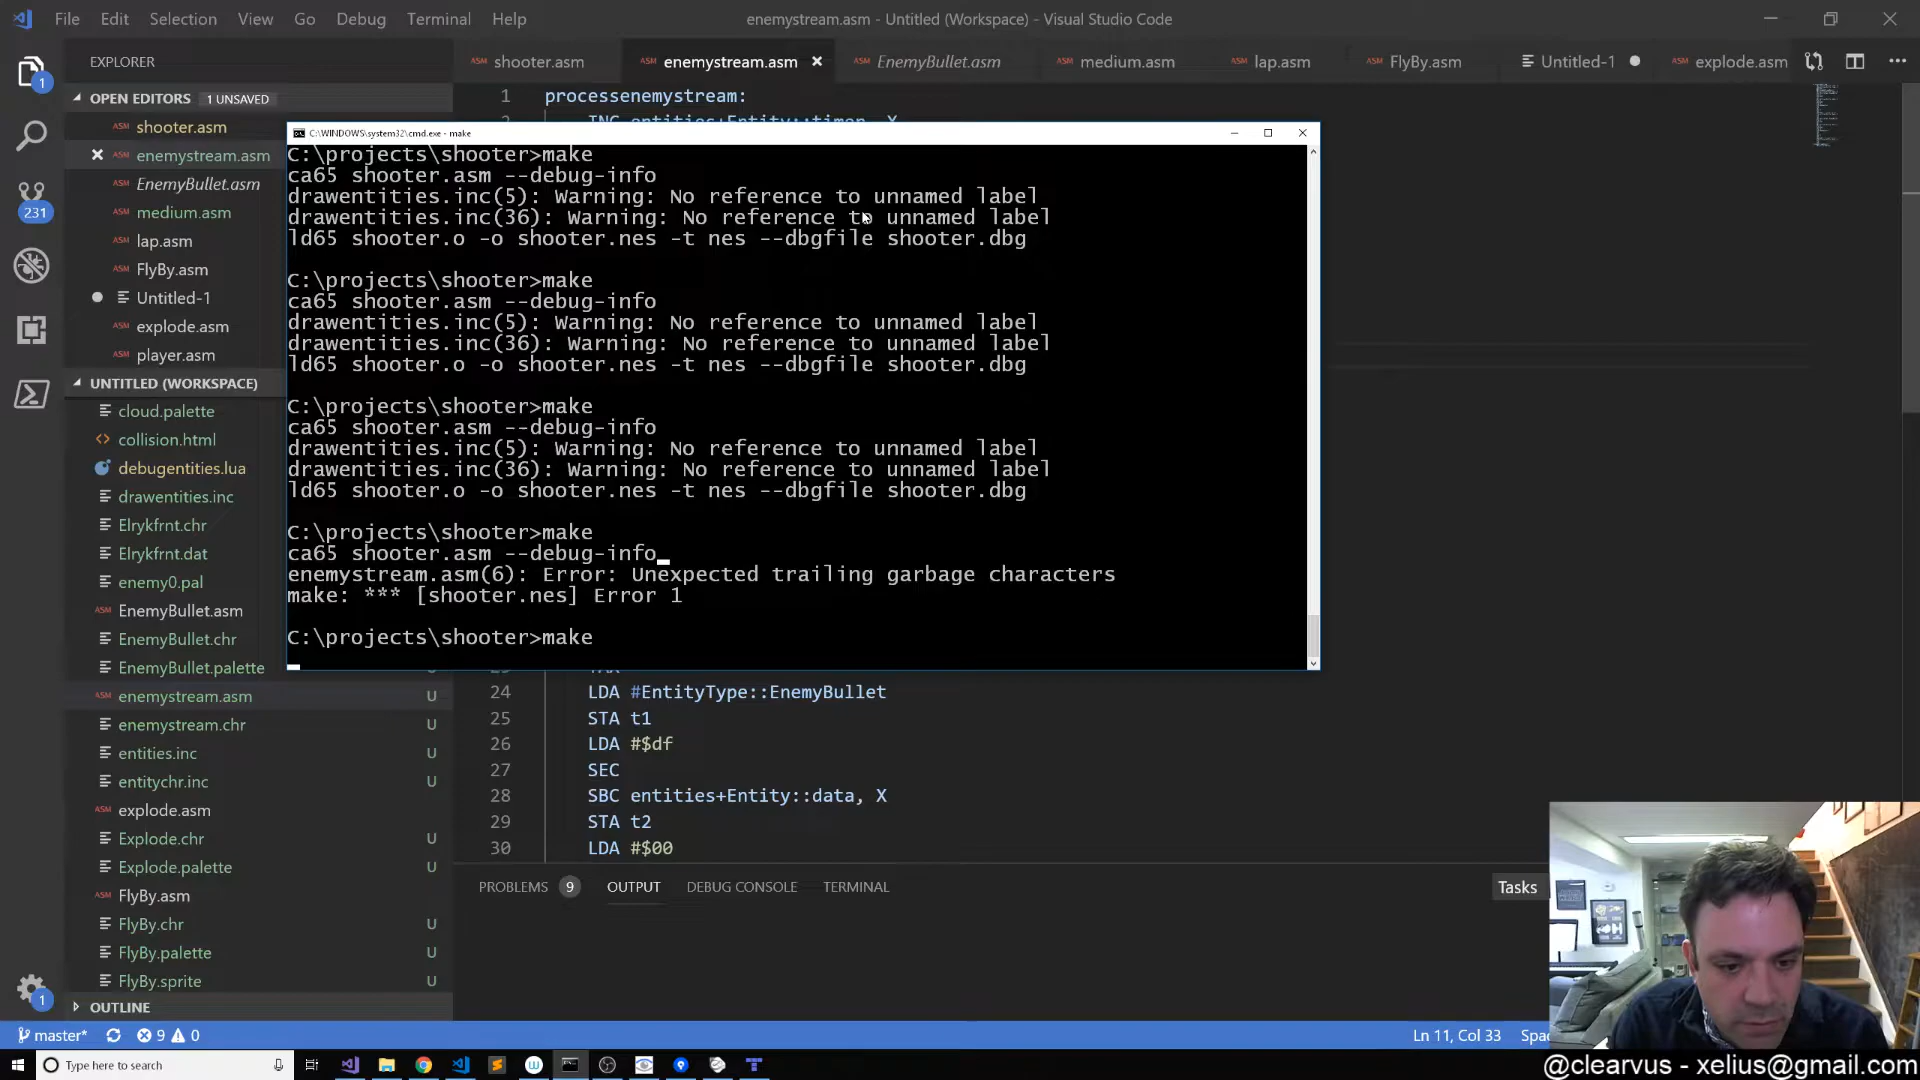 File Edit Selection View Go Debug Terminal Help
enemystream.asm - Untitled (Workspace) - Visual Studio Code
EXPLORER
shooter.asm
enemystream.asm
EnemyBullet.asm
medium.asm
lap.asm
FlyBy.asm
Untitled-1
explode.asm
OPEN EDITORS 1 UNSAVED
shooter.asm
enemystream.asm
EnemyBullet.asm
medium.asm
lap.asm
FlyBy.asm
Untitled-1
explode.asm
player.asm
UNTITLED (WORKSPACE)
cloud.palette
collision.html
debugentities.lua
drawentities.inc
Elrykfrnt.chr
Elrykfrnt.dat
enemy0.pal
EnemyBullet.asm
EnemyBullet.chr
EnemyBullet.palette
enemystream.asm U
enemystream.chr U
entities.inc U
entitychr.inc U
explode.asm
Explode.chr U
Explode.palette U
FlyBy.asm
FlyBy.chr U
FlyBy.palette U
FlyBy.sprite U
OUTLINE
1
231
1
1 processenemystream:
C:\WINDOWS\system32\cmd.exe - make
C:\projects\shooter>make
ca65 shooter.asm --debug-info
drawentities.inc(5): Warning: No reference to unnamed label
drawentities.inc(36): Warning: No reference to unnamed label
ld65 shooter.o -o shooter.nes -t nes --dbgfile shooter.dbg
C:\projects\shooter>make
ca65 shooter.asm --debug-info
drawentities.inc(5): Warning: No reference to unnamed label
drawentities.inc(36): Warning: No reference to unnamed label
ld65 shooter.o -o shooter.nes -t nes --dbgfile shooter.dbg
C:\projects\shooter>make
ca65 shooter.asm --debug-info
drawentities.inc(5): Warning: No reference to unnamed label
drawentities.inc(36): Warning: No reference to unnamed label
ld65 shooter.o -o shooter.nes -t nes --dbgfile shooter.dbg
C:\projects\shooter>make
ca65 shooter.asm --debug-info
enemystream.asm(6): Error: Unexpected trailing garbage characters
make: *** [shooter.nes] Error 1
C:\projects\shooter>make
24 LDA #EntityType::EnemyBullet
25 STA t1
26 LDA #$df
27 SEC
28 SBC entities+Entity::data, X
29 STA t2
30 LDA #$00
PROBLEMS 9 OUTPUT DEBUG CONSOLE TERMINAL
Tasks
master* 9 0
Ln 11, Col 33
Type here to search
@clearvus - xelius@gmail.com